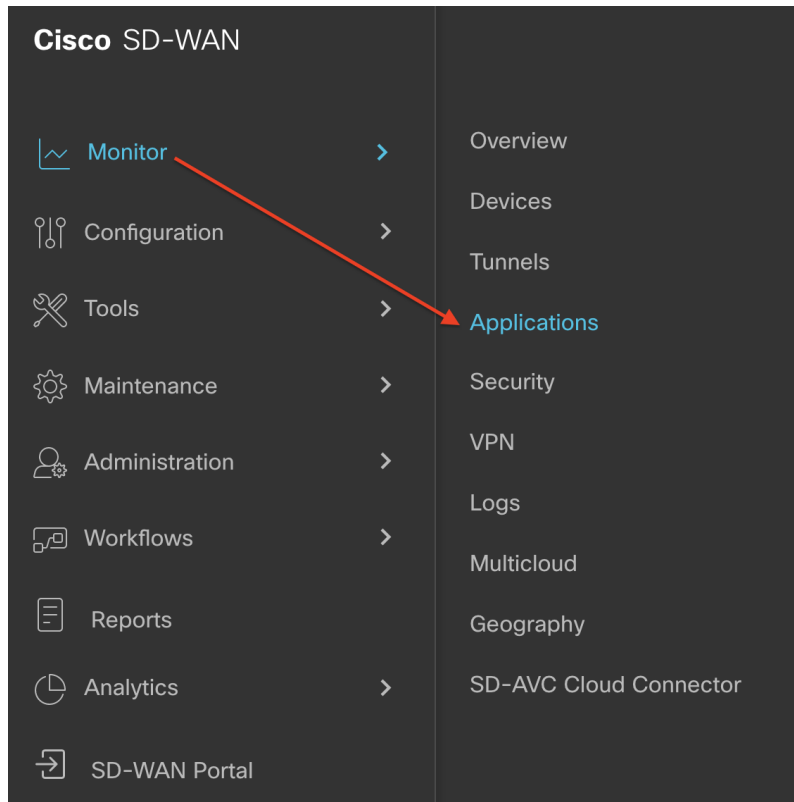 Cisco SD-WAN
Monitor
Configuration
Tools
Maintenance
Administration
Workflows
Reports
Analytics
SD-WAN Portal
Overview
Devices
Tunnels
Applications
Security
VPN
Logs
Multicloud
Geography
SD-AVC Cloud Connector